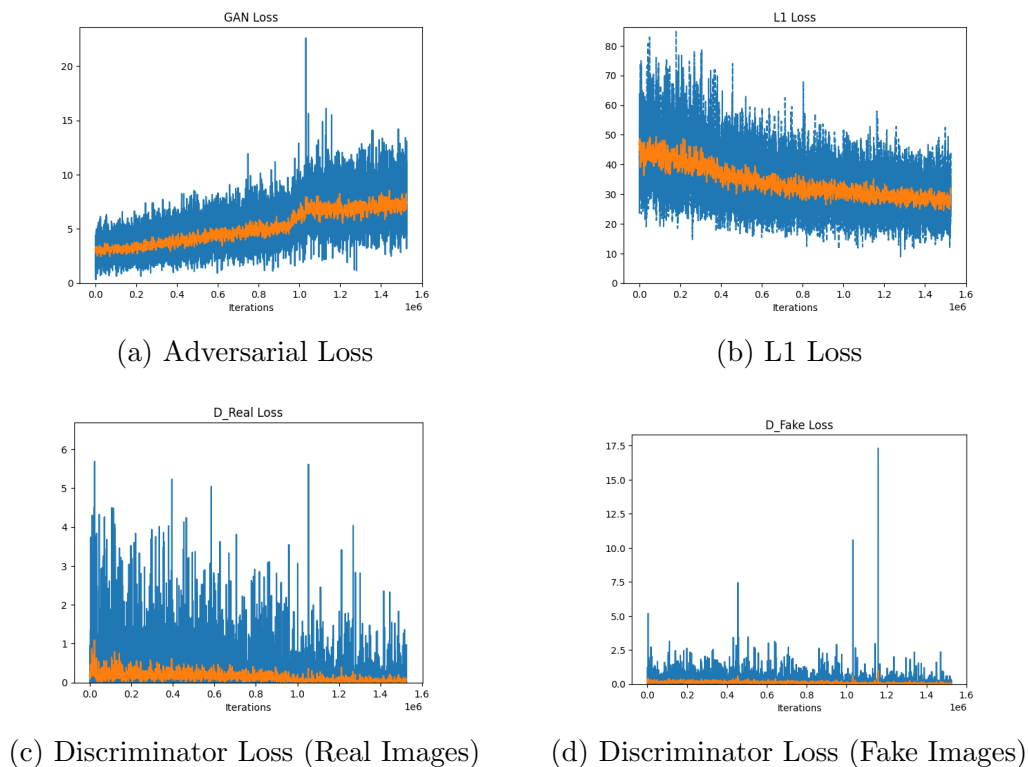 GAN Loss
20
15
10
5
0
0.0 0.2 0.4 0.6 0.8 1.0 1.2 1.4 1.6
Iterations
1e6
(a) Adversarial Loss
L1 Loss
80
70
60
50
40
30
20
10
0
0.0 0.2 0.4 0.6 0.8 1.0 1.2 1.4 1.6
Iterations
1e6
(b) L1 Loss
D_Real Loss
6
5
4
3
2
1
0
0.0 0.2 0.4 0.6 0.8 1.0 1.2 1.4 1.6
Iterations
1e6
(c) Discriminator Loss (Real Images)
D_Fake Loss
17.5
15.0
12.5
10.0
7.5
5.0
2.5
0.0
0.0 0.2 0.4 0.6 0.8 1.0 1.2 1.4 1.6
Iterations
1e6
(d) Discriminator Loss (Fake Images)